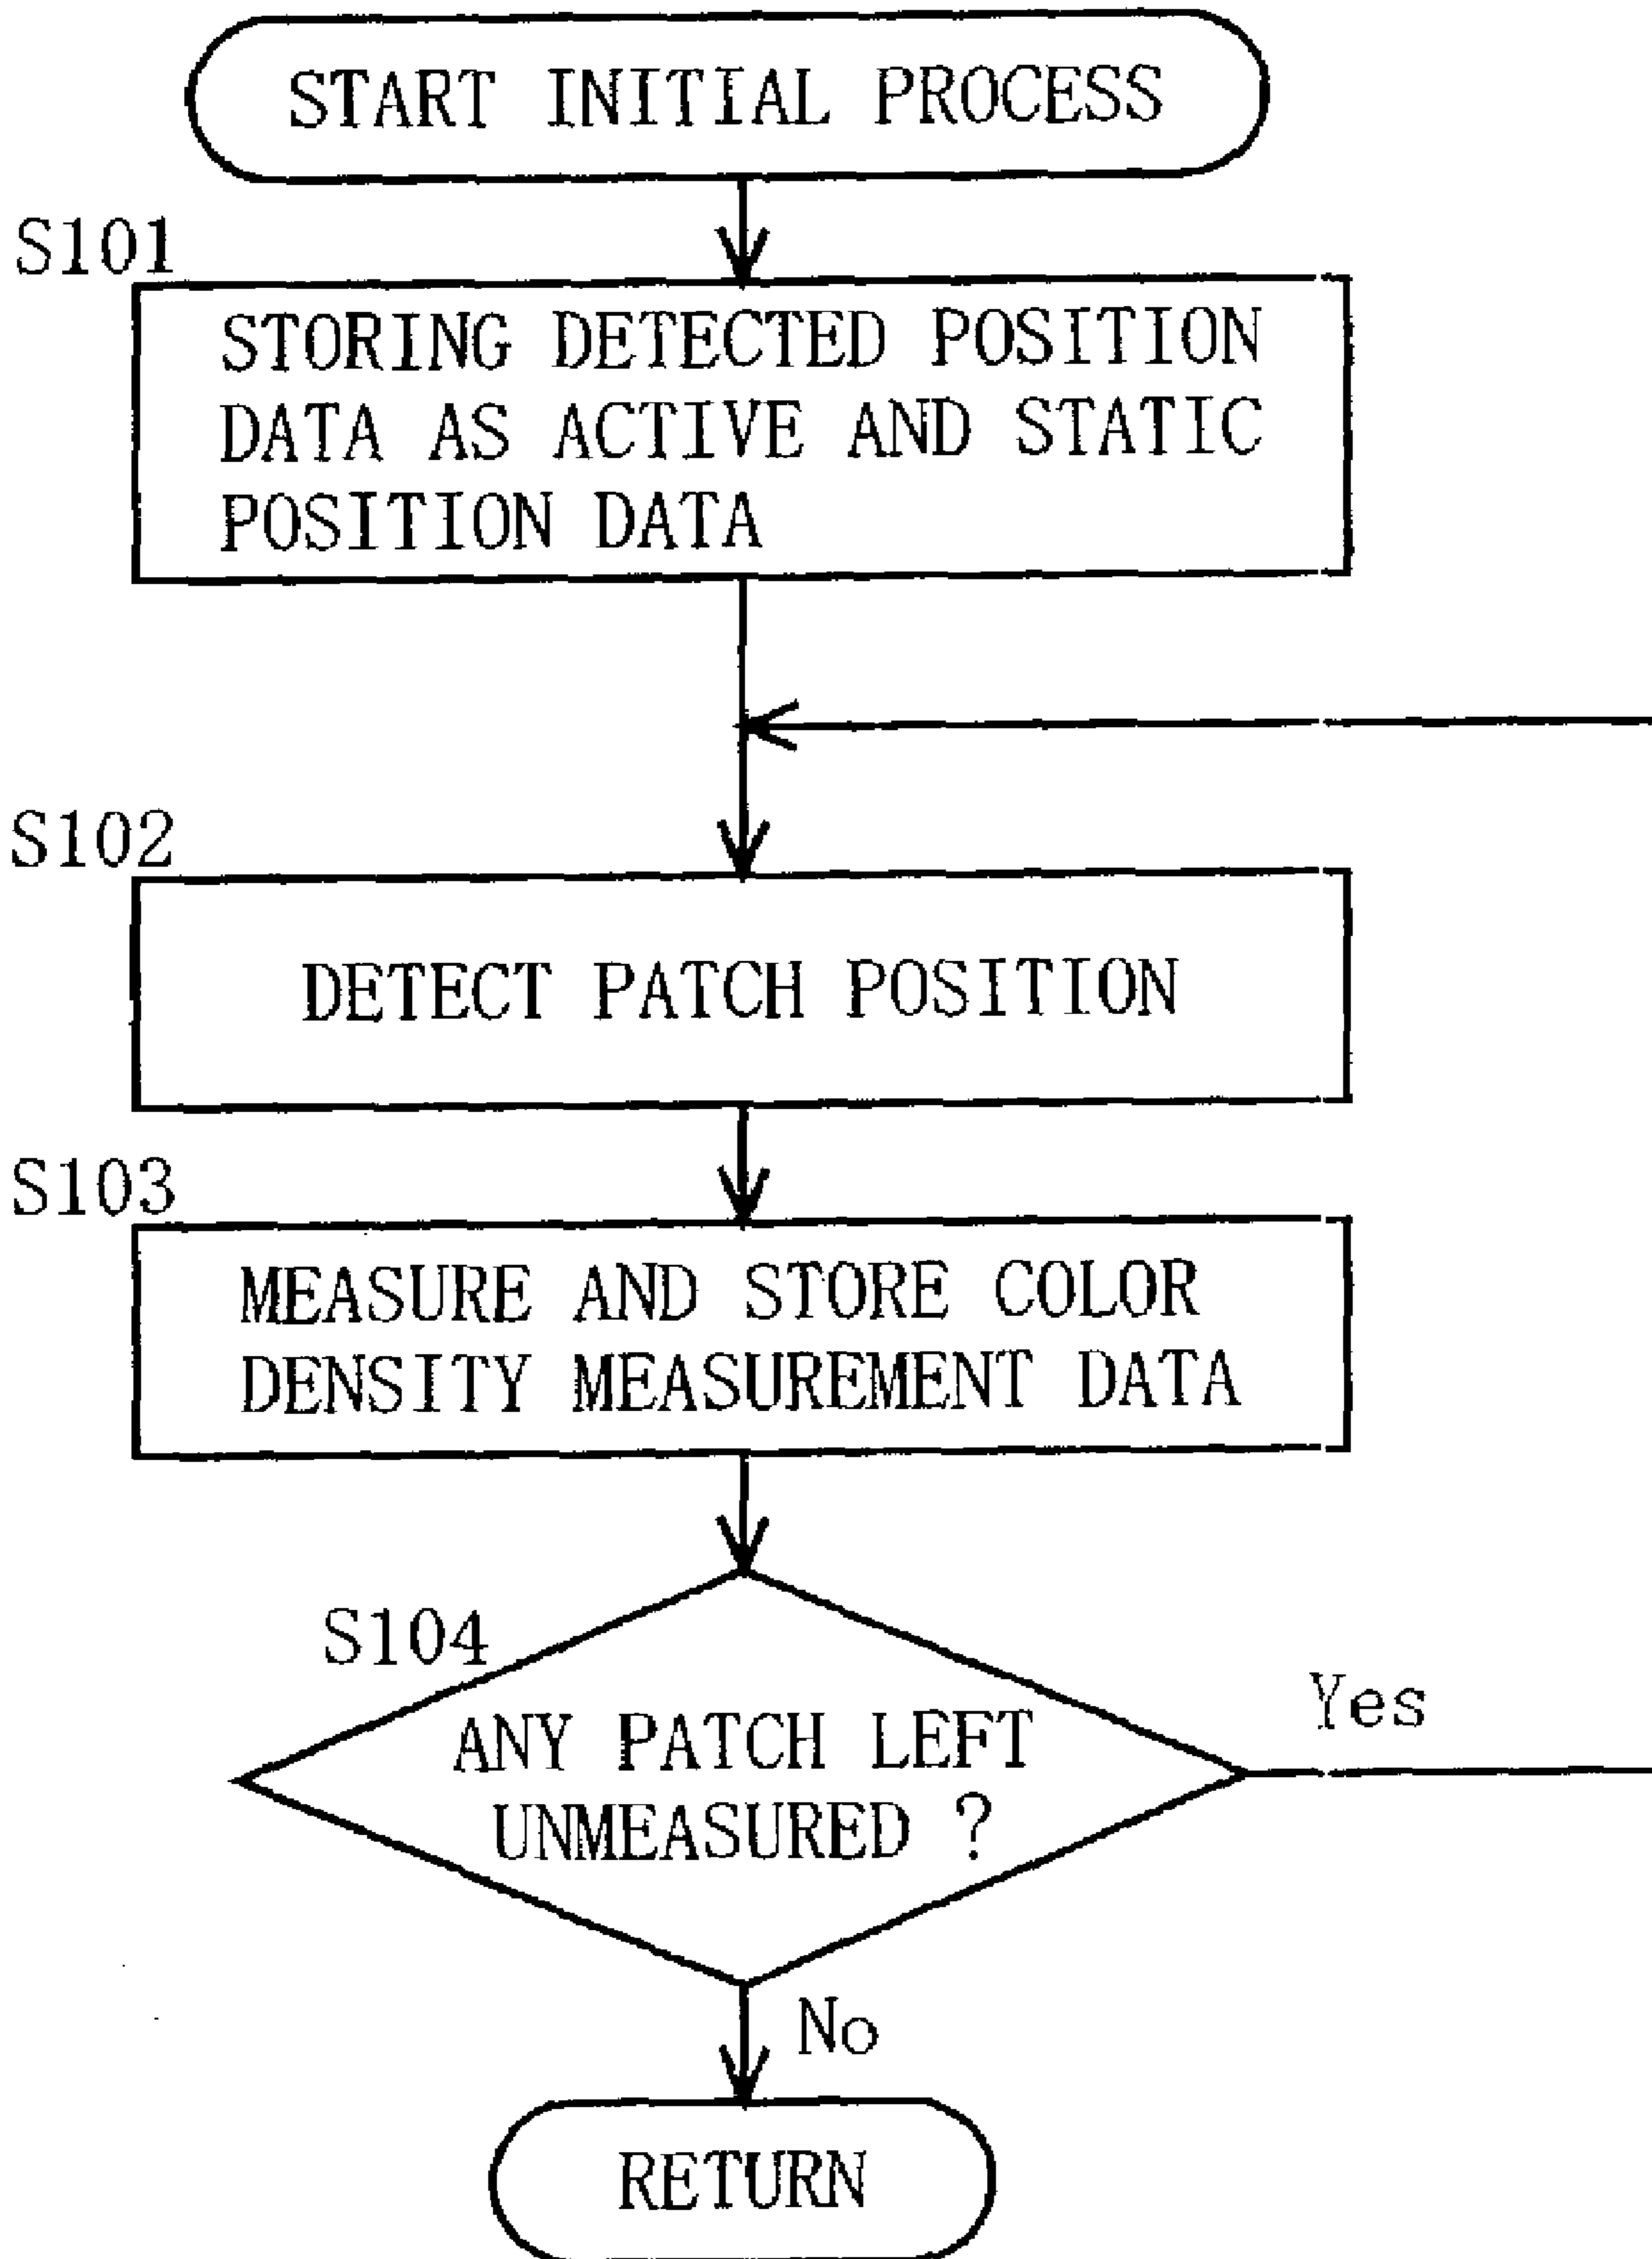 START INITIAL PROCESS
S101
STORING DETECTED POSITION
DATA AS ACTIVE AND STATIC
POSITION DATA
S102
DETECT PATCH POSITION
S103
MEASURE AND STORE COLOR
DENSITY MEASUREMENT DATA
S104
ANY PATCH LEFT
UNMEASURED ?
Yes
No
RETURN